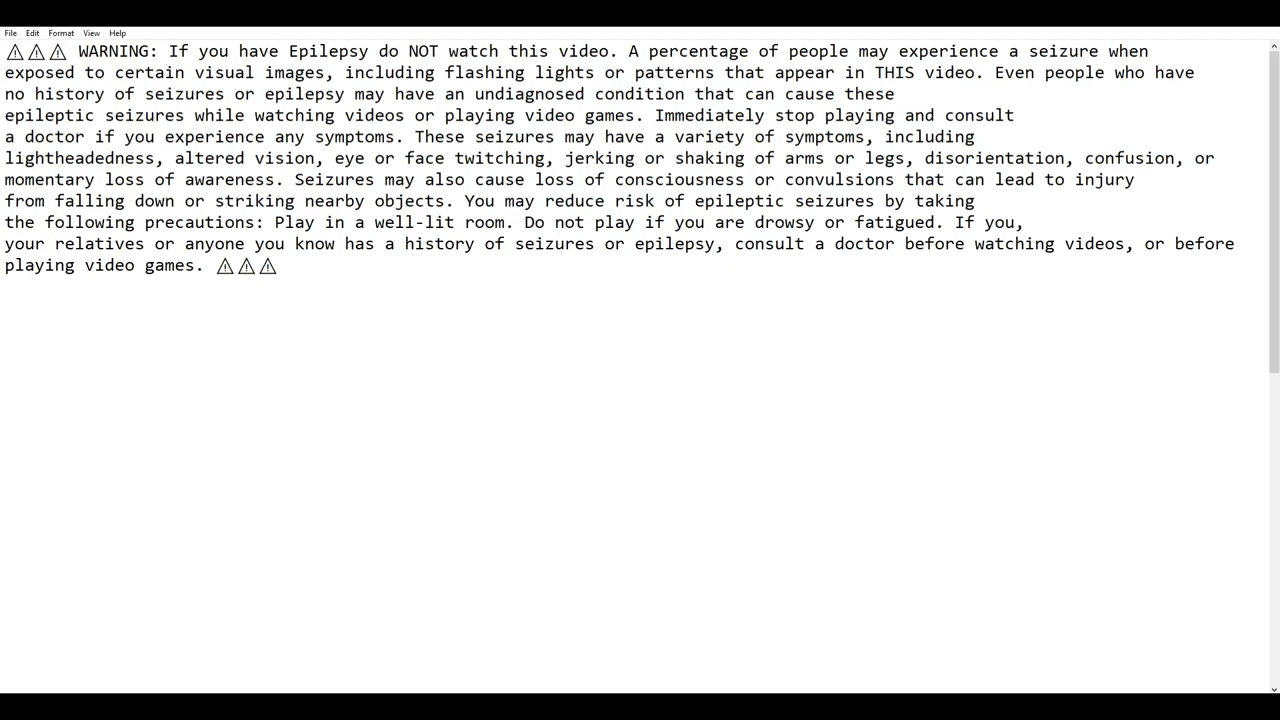 File Edit Format View Help
⚠⚠⚠ WARNING: If you have Epilepsy do NOT watch this video. A percentage of people may experience a seizure when
exposed to certain visual images, including flashing lights or patterns that appear in THIS video. Even people who have
no history of seizures or epilepsy may have an undiagnosed condition that can cause these
epileptic seizures while watching videos or playing video games. Immediately stop playing and consult
a doctor if you experience any symptoms. These seizures may have a variety of symptoms, including
lightheadedness, altered vision, eye or face twitching, jerking or shaking of arms or legs, disorientation, confusion, or
momentary loss of awareness. Seizures may also cause loss of consciousness or convulsions that can lead to injury
from falling down or striking nearby objects. You may reduce risk of epileptic seizures by taking
the following precautions: Play in a well-lit room. Do not play if you are drowsy or fatigued. If you,
your relatives or anyone you know has a history of seizures or epilepsy, consult a doctor before watching videos, or before
playing video games. ⚠⚠⚠